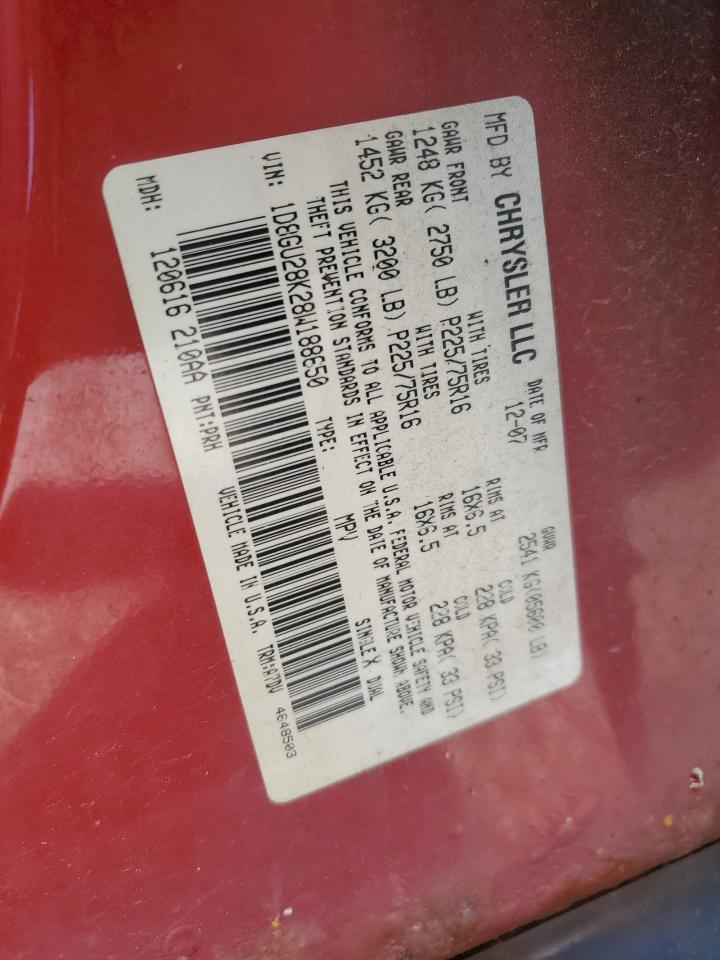 MFD BY CHRYSLER LLC DATE OF MFR 12-07 GVWR 2541 KG(05600 LB)
GAWR FRONT WITH TIRES RIMS AT COLD
1248 KG( 2750 LB) P225/75R16 16X6.5 228 KPA( 33 PSI)
GAWR REAR WITH TIRES RIMS AT COLD
1452 KG( 3200 LB) P225/75R16 16X6.5 228 KPA( 33 PSI)
THIS VEHICLE CONFORMS TO ALL APPLICABLE U.S.A. FEDERAL MOTOR VEHICLE SAFETY AND
THEFT PREVENTION STANDARDS IN EFFECT ON THE DATE OF MANUFACTURE SHOWN ABOVE.
VIN: 1D8GU28K28W188650 TYPE: MPV SINGLE X DUAL
MDH: 120616 210AA PNT:PRH VEHICLE MADE IN U.S.A. TRM:A7DV 4648503